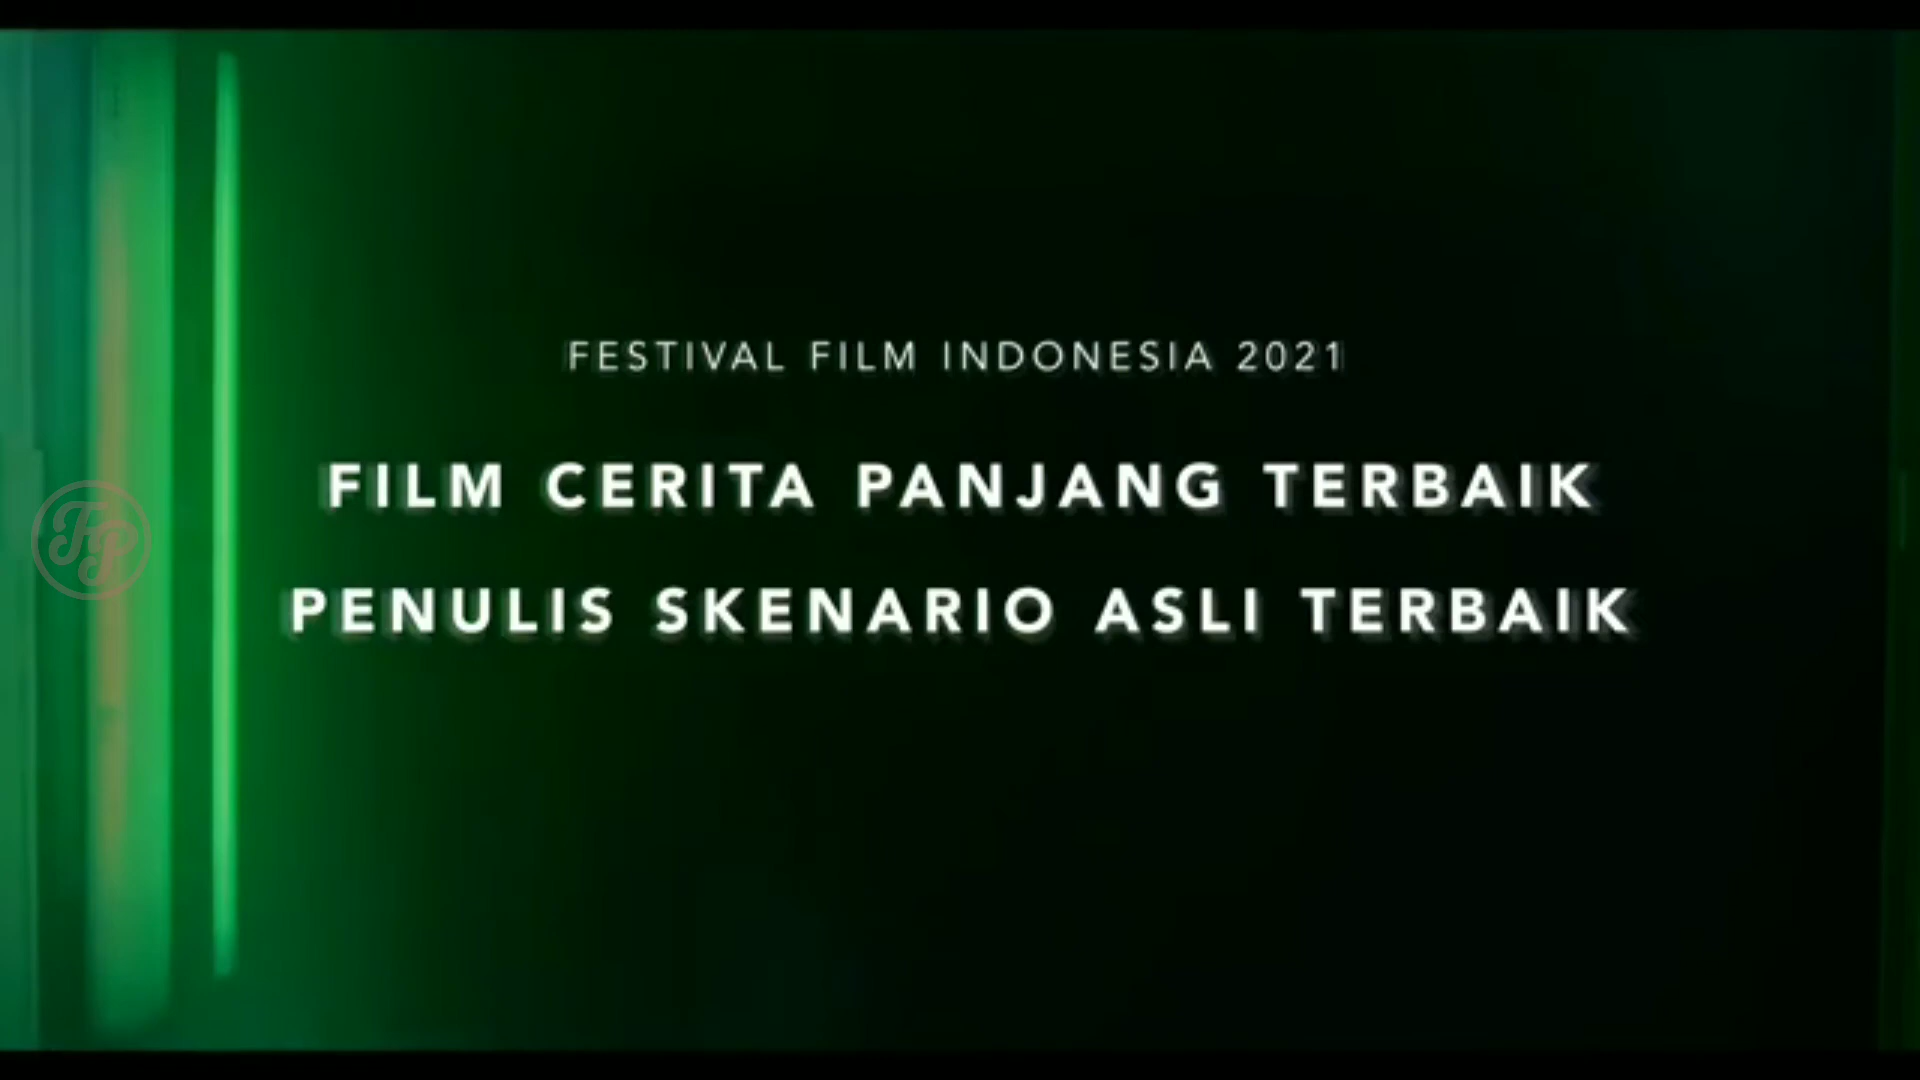 FESTIVAL FILM INDONESIA 2021
FILM CERITA PANJANG TERBAIK
PENULIS SKENARIO ASLI TERBAIK